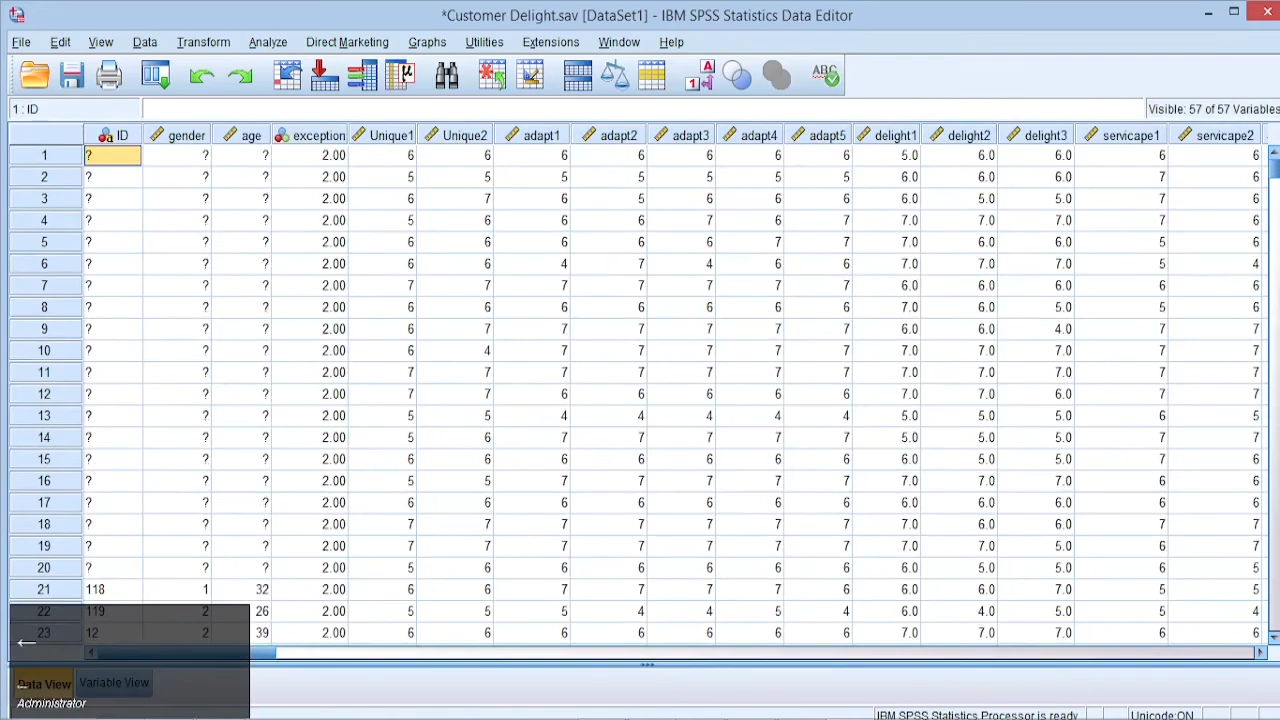 *Customer Delight.sav [DataSet1] - IBM SPSS Statistics Data Editor
File Edit View Data Transform Analyze Direct Marketing Graphs Utilities Extensions Window Help
1 : ID Visible: 57 of 57 Variables
ID gender age exception Unique1 Unique2 adapt1 adapt2 adapt3 adapt4 adapt5 delight1 delight2 delight3 servicape1 servicape2
1 ? ? ? 2.00 6 6 6 6 6 6 6 5.0 6.0 6.0 6 6
2 ? ? ? 2.00 5 5 5 5 5 5 5 6.0 6.0 6.0 7 6
3 ? ? ? 2.00 6 7 6 5 6 6 6 6.0 5.0 5.0 7 6
4 ? ? ? 2.00 5 6 6 6 7 6 7 7.0 7.0 7.0 7 6
5 ? ? ? 2.00 6 6 6 6 6 7 7 7.0 6.0 6.0 5 6
6 ? ? ? 2.00 6 6 4 7 4 6 6 7.0 7.0 7.0 5 4
7 ? ? ? 2.00 7 7 7 7 7 7 7 7.0 6.0 6.0 6 6
8 ? ? ? 2.00 6 6 6 6 6 6 6 7.0 6.0 5.0 5 6
9 ? ? ? 2.00 6 7 7 7 7 7 7 6.0 6.0 4.0 7 7
10 ? ? ? 2.00 6 4 7 7 7 7 7 7.0 7.0 7.0 7 7
11 ? ? ? 2.00 7 7 7 7 7 7 7 7.0 7.0 7.0 7 7
12 ? ? ? 2.00 7 7 6 6 6 6 6 7.0 7.0 6.0 7 7
13 ? ? ? 2.00 5 5 4 4 4 4 4 5.0 5.0 5.0 6 5
14 ? ? ? 2.00 5 6 7 7 7 7 7 5.0 5.0 5.0 7 7
15 ? ? ? 2.00 6 6 6 6 6 6 6 6.0 5.0 5.0 6 6
16 ? ? ? 2.00 5 5 7 7 7 7 7 7.0 7.0 7.0 6 6
17 ? ? ? 2.00 6 6 6 6 6 6 6 6.0 6.0 6.0 6 6
18 ? ? ? 2.00 7 7 7 7 7 7 7 7.0 6.0 6.0 7 7
19 ? ? ? 2.00 7 7 7 7 7 7 7 7.0 7.0 5.0 6 7
20 ? ? ? 2.00 5 6 6 6 6 6 6 6.0 5.0 5.0 6 5
21 118 1 32 2.00 6 6 7 7 7 7 6 6.0 6.0 7.0 5 5
22 119 2 26 2.00 5 5 5 4 4 5 4 6.0 4.0 5.0 5 4
23 12 2 39 2.00 6 6 6 6 6 6 6 7.0 7.0 7.0 6 6
Data View Variable View
Administrator
IBM SPSS Statistics Processor is ready Unicode:ON